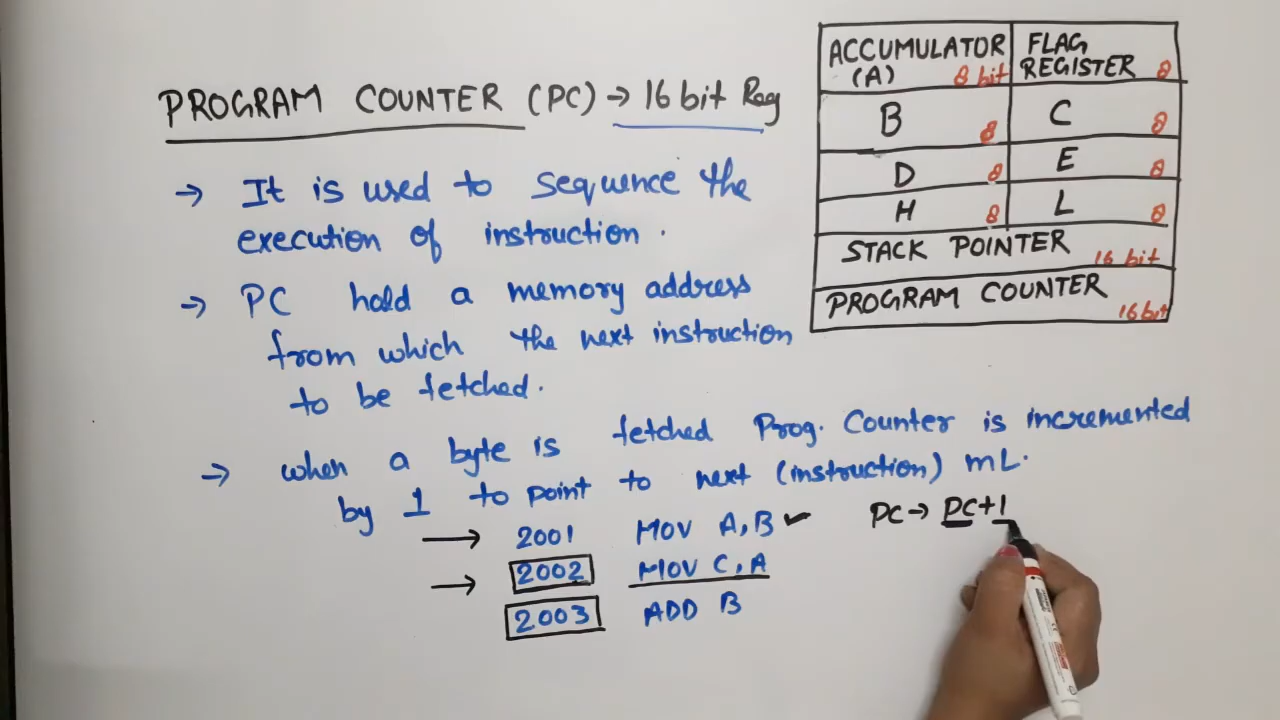 PROGRAM COUNTER (PC) → 16 bit Reg
→ It is used to sequence the
execution of instruction.
→ PC hold a memory address
from which the next instruction
to be fetched.
→ when a byte is fetched Prog. Counter is incremented
by 1 to point to next (instruction) mL.
→ 2001 MOV A,B ✓
→ 2002 MOV C,A
2003 ADD B
PC → PC+1
ACCUMULATOR (A) 8 bit
FLAG REGISTER 8
B 8
C 8
D 8
E 8
H 8
L 8
STACK POINTER 16 bit
PROGRAM COUNTER 16 bit